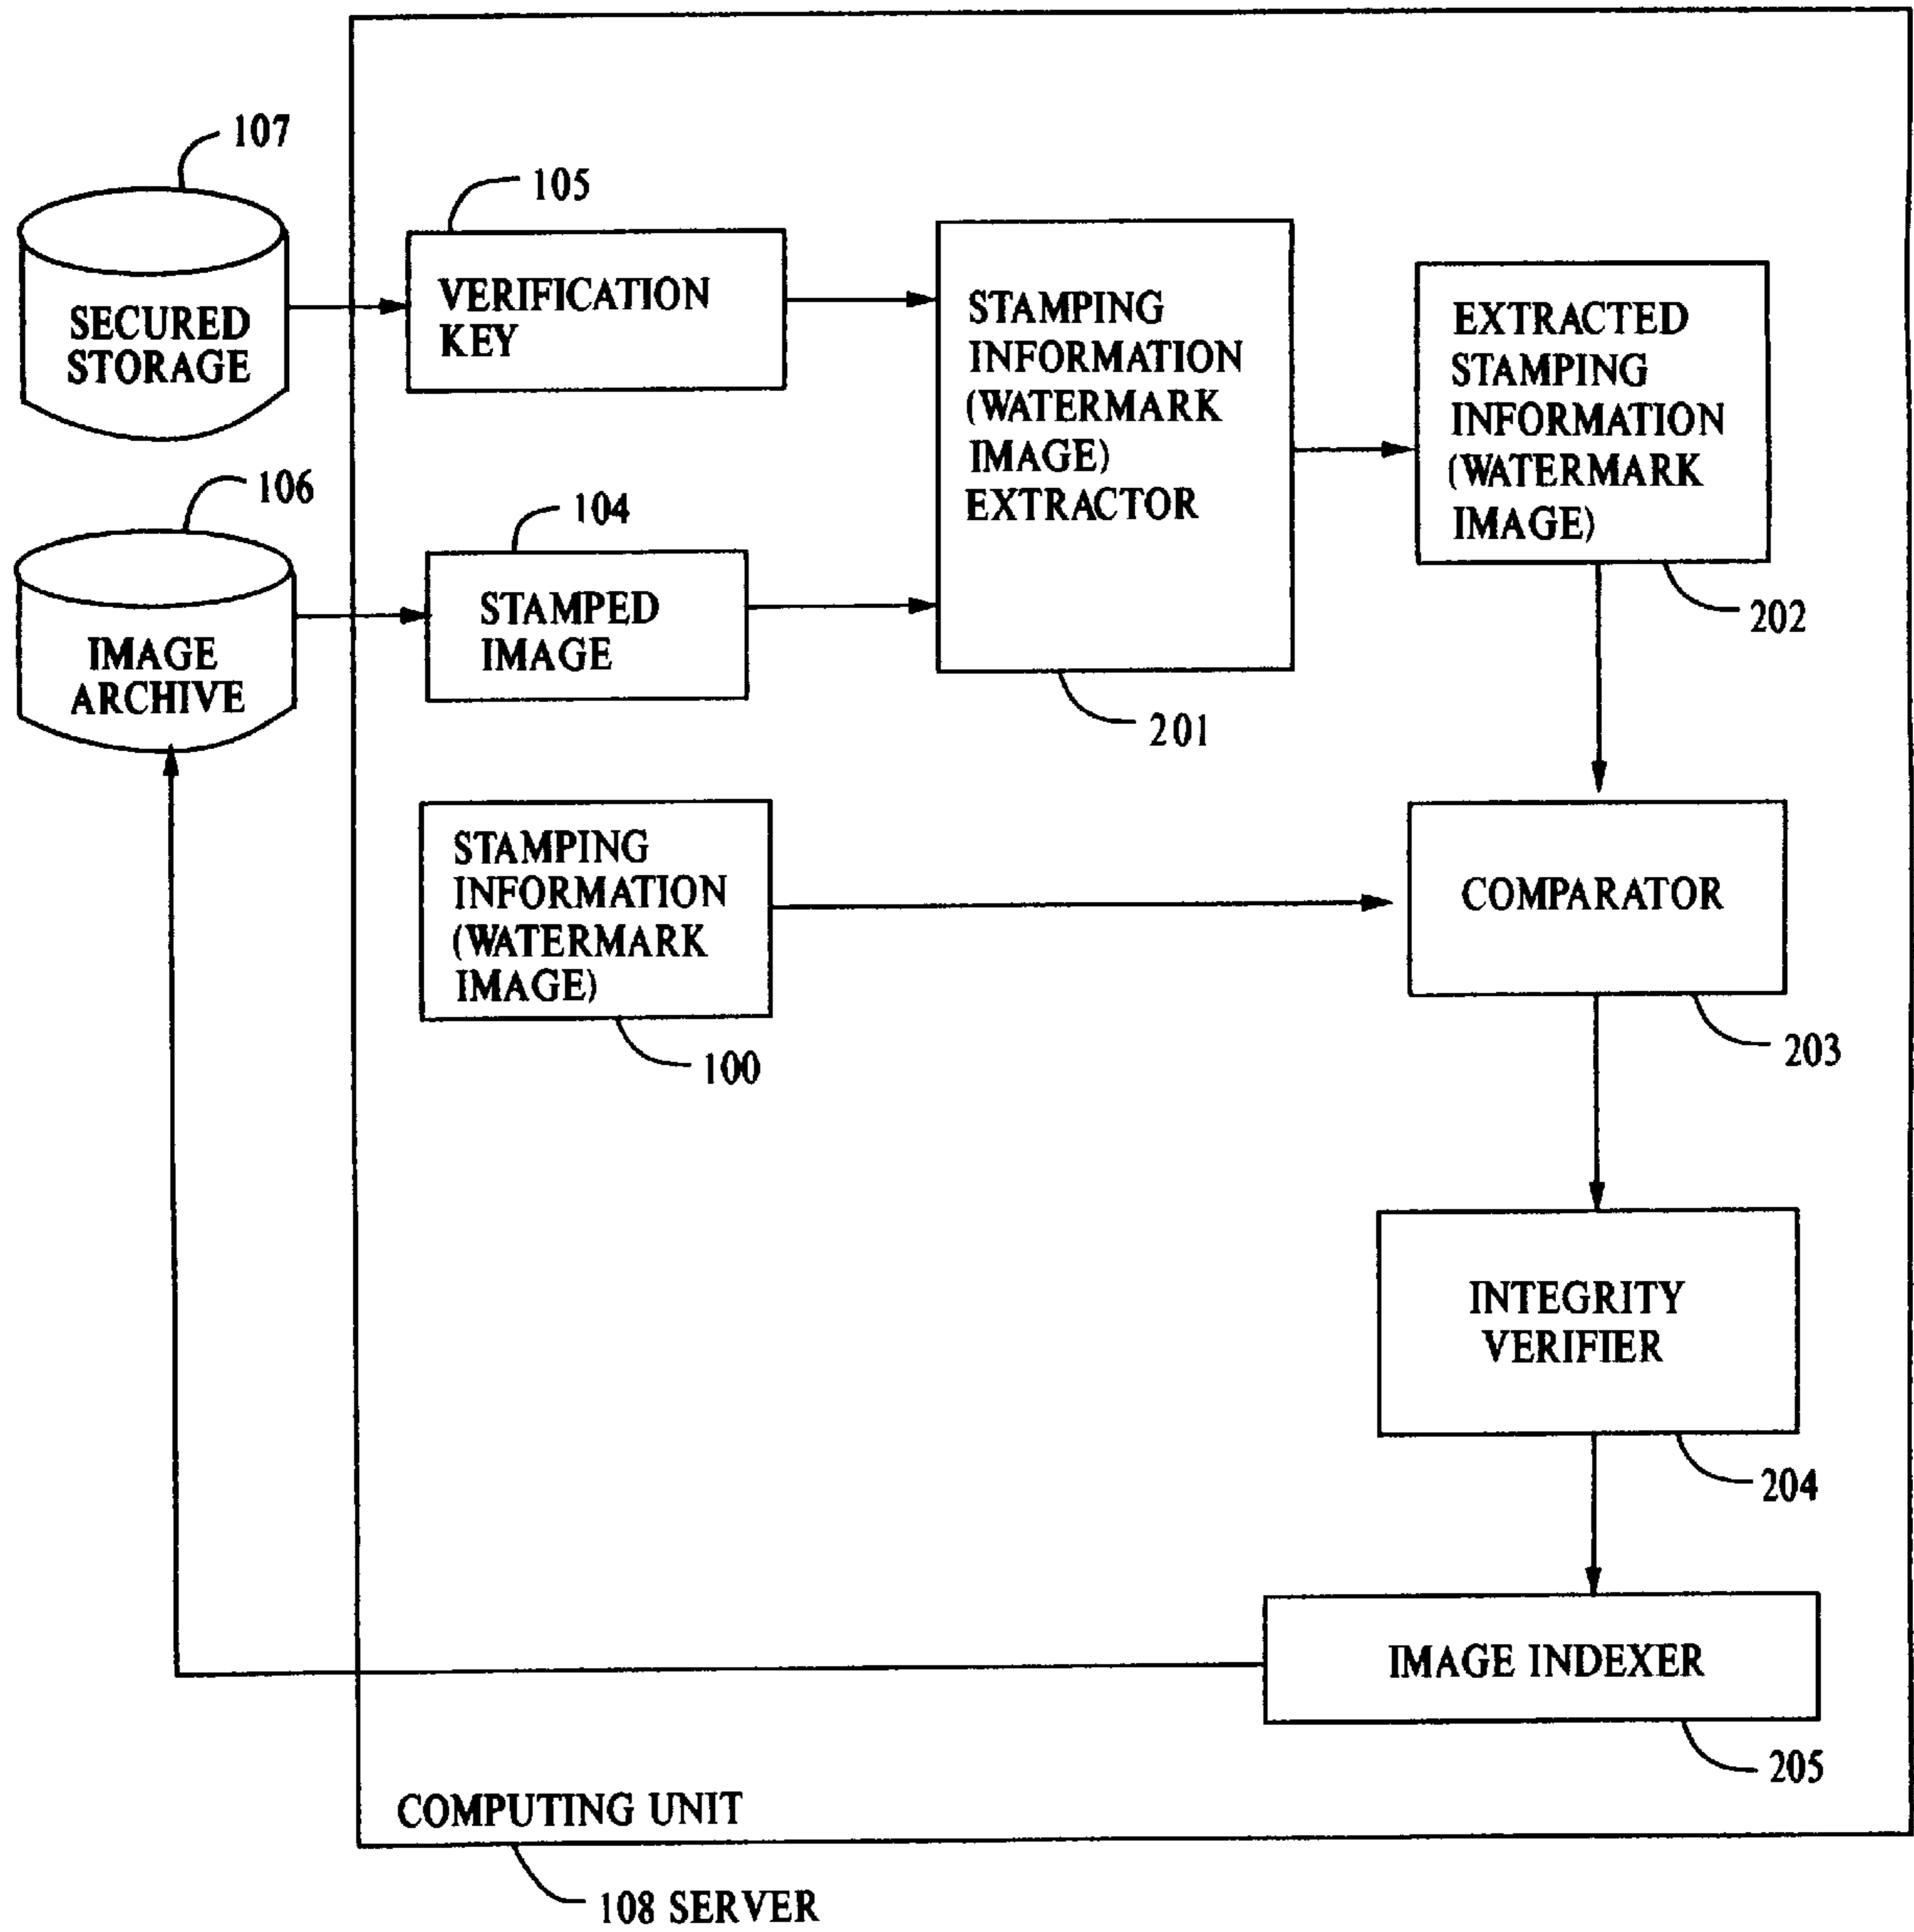 107
SECURED
STORAGE
105
VERIFICATION
KEY
STAMPING
INFORMATION
(WATERMARK
IMAGE)
EXTRACTOR
201
EXTRACTED
STAMPING
INFORMATION
(WATERMARK
IMAGE)
202
106
IMAGE
ARCHIVE
104
STAMPED
IMAGE
STAMPING
INFORMATION
(WATERMARK
IMAGE)
100
COMPARATOR
203
INTEGRITY
VERIFIER
204
IMAGE INDEXER
205
COMPUTING UNIT
108 SERVER